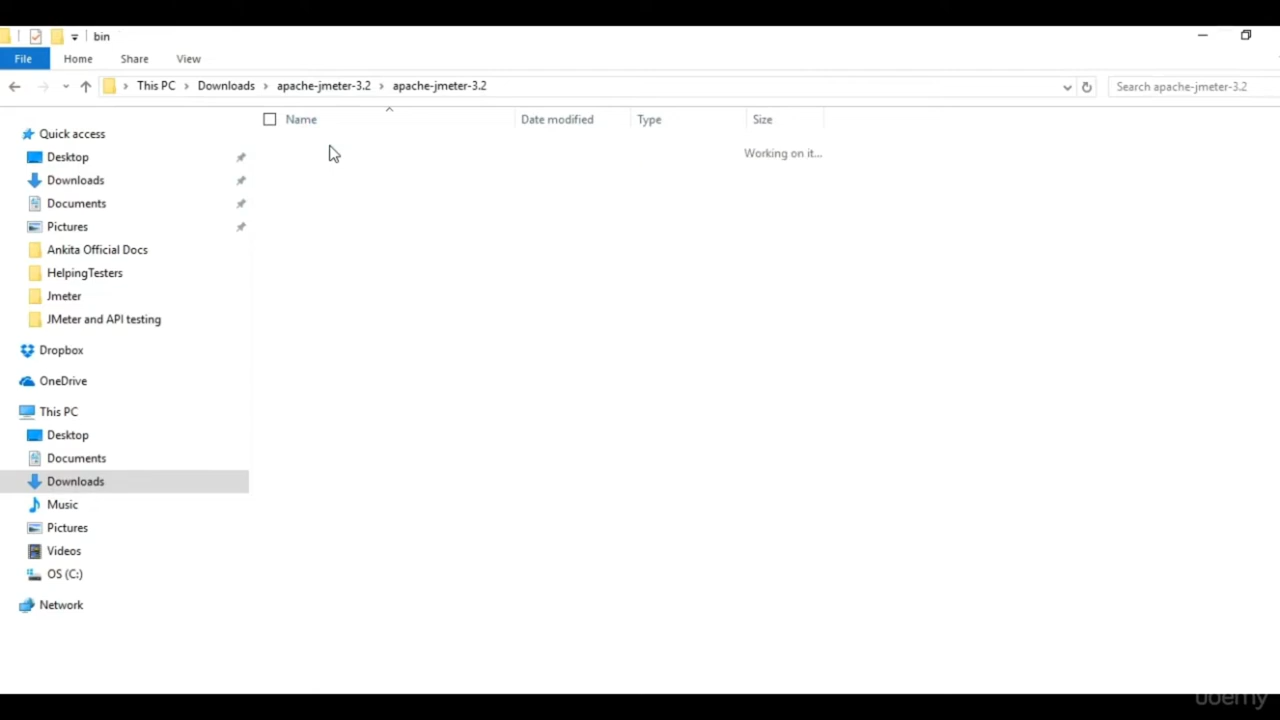 bin
File Home Share View
This PC Downloads apache-jmeter-3.2 apache-jmeter-3.2 Search apache-jmeter-3.2
Name Date modified Type Size
Working on it...
Quick access
Desktop
Downloads
Documents
Pictures
Ankita Official Docs
HelpingTesters
Jmeter
JMeter and API testing
Dropbox
OneDrive
This PC
Desktop
Documents
Downloads
Music
Pictures
Videos
OS (C:)
Network
udemy